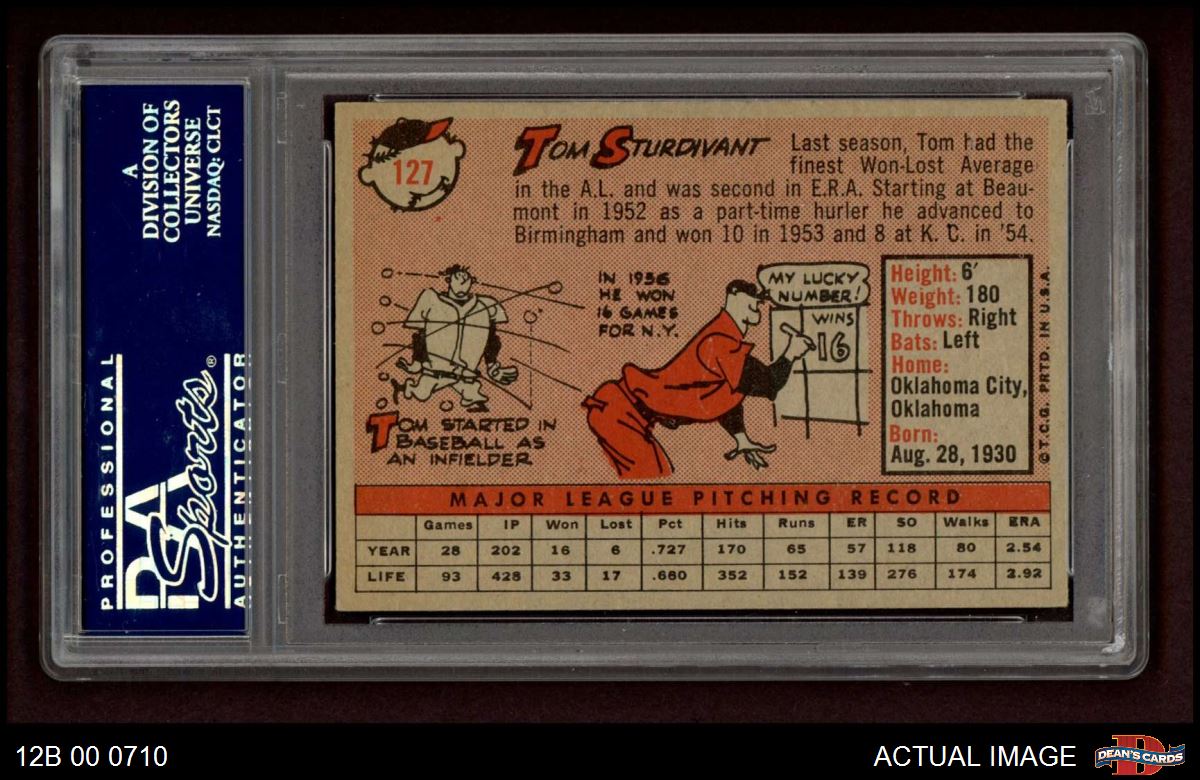 A
DIVISION OF
COLLECTORS
UNIVERSE
NASDAQ: CLCT
PROFESSIONAL
PSA
Sports®
AUTHENTICATOR
127
TOM STURDIVANT
Last season, Tom had the
finest Won-Lost Average
in the A.L. and was second in E.R.A. Starting at Beau-
mont in 1952 as a part-time hurler he advanced to
Birmingham and won 10 in 1953 and 8 at K. C. in '54.
TOM STARTED IN
BASEBALL AS
AN INFIELDER
IN 1956
HE WON
16 GAMES
FOR N.Y.
MY LUCKY
NUMBER!
WINS
16
Height: 6'
Weight: 180
Throws: Right
Bats: Left
Home:
Oklahoma City,
Oklahoma
Born:
Aug. 28, 1930
© T.C.G. PRTD. IN U.S.A.
MAJOR LEAGUE PITCHING RECORD
Games IP Won Lost Pct Hits Runs ER SO Walks ERA
YEAR 28 202 16 6 .727 170 65 57 118 80 2.54
LIFE 93 428 33 17 .660 352 152 139 276 174 2.92
12B 00 0710
ACTUAL IMAGE
D
DEAN'S CARDS